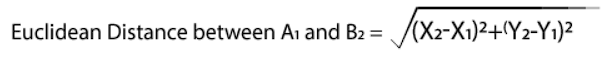 Euclidean Distance between A₁ and B₂ = √(X₂-X₁)²+(Y₂-Y₁)²